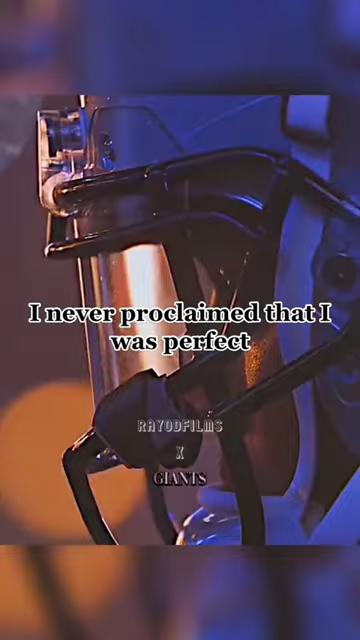 I never proclaimed that I
was perfect
RAYODFILMS
X
GIANTS